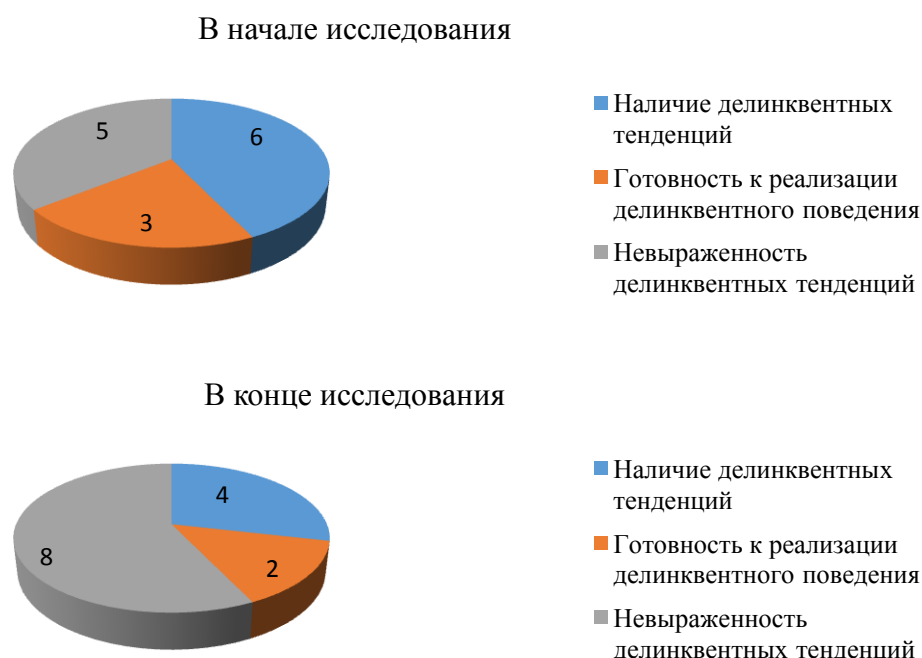 В начале исследования
5
6
3
Наличие делинквентных
тенденций
Готовность к реализации
делинквентного поведения
Невыраженность
делинквентных тенденций
В конце исследования
4
8
2
Наличие делинквентных
тенденций
Готовность к реализации
делинквентного поведения
Невыраженность
делинквентных тенденций